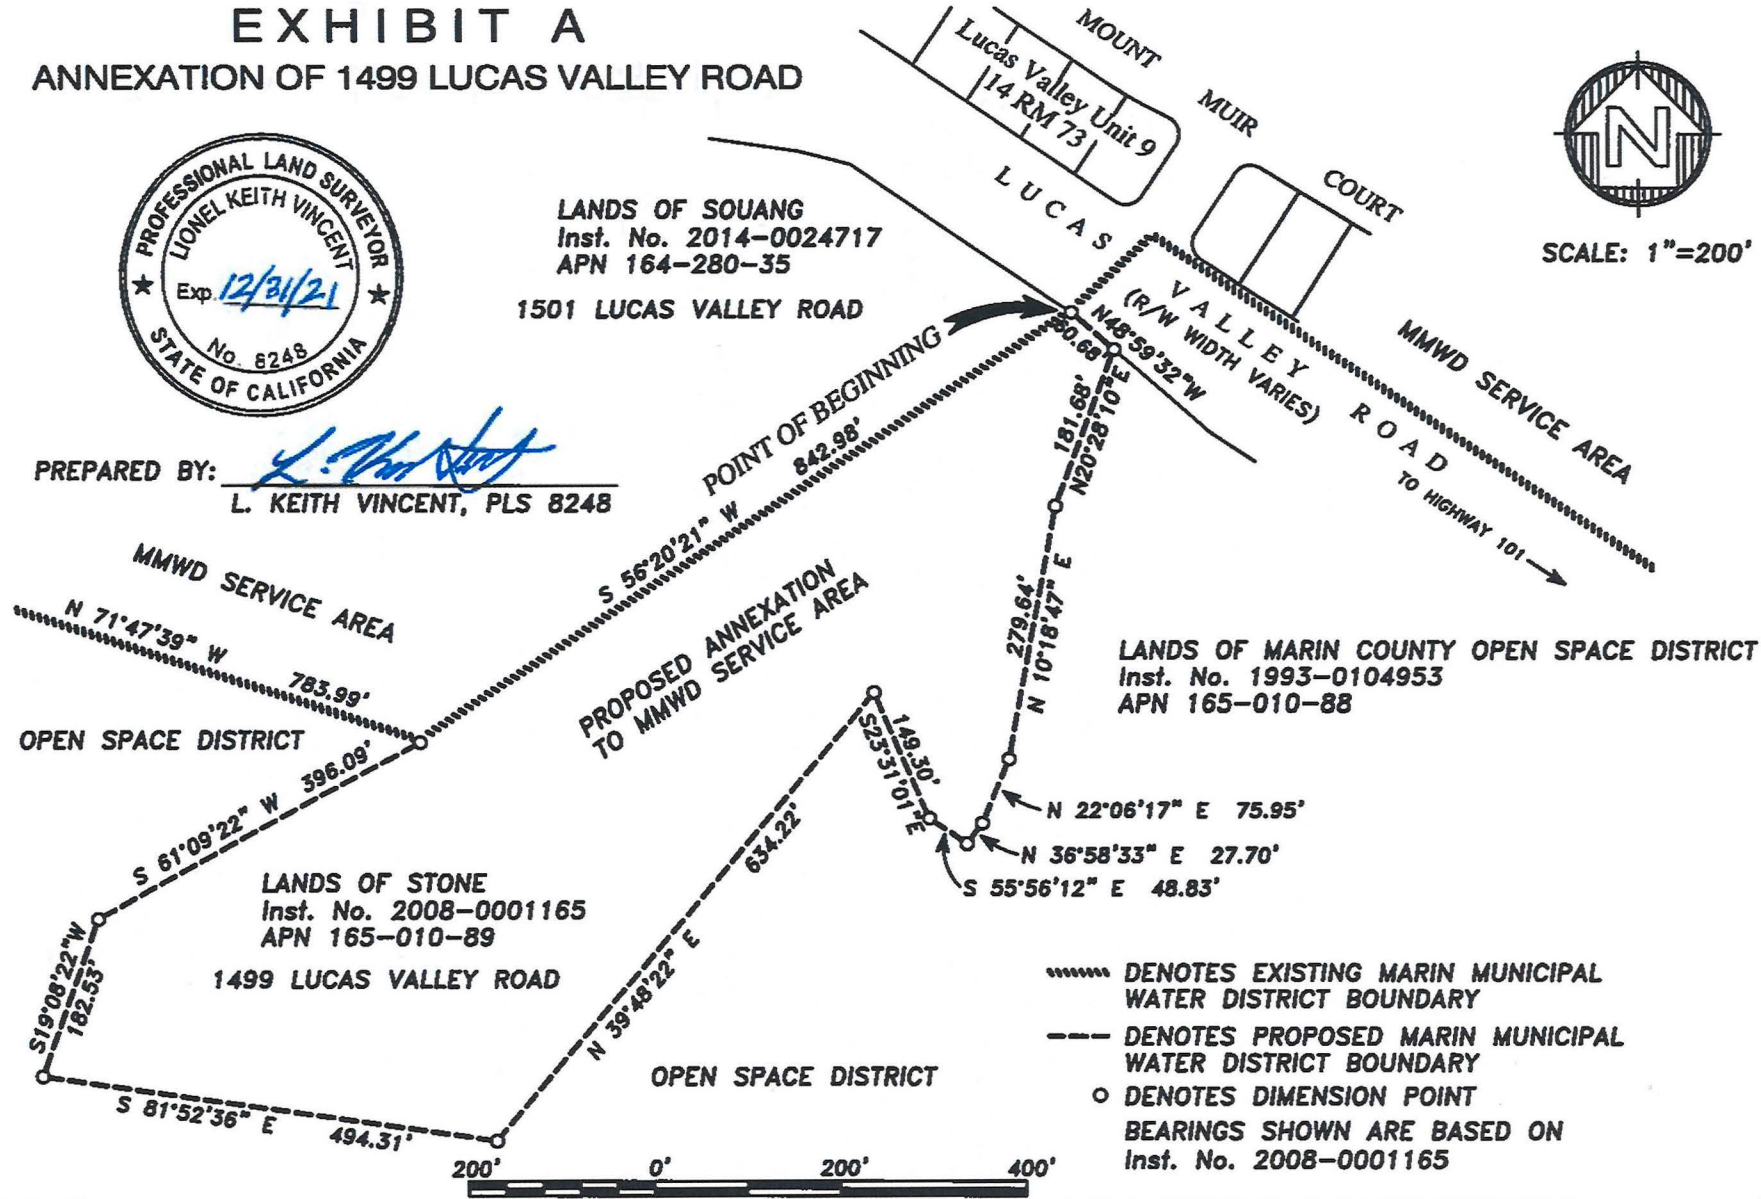 EXHIBIT A
ANNEXATION OF 1499 LUCAS VALLEY ROAD
PROFESSIONAL LAND SURVEYOR
LIONEL KEITH VINCENT
Exp. 12/31/21
No. 8248
STATE OF CALIFORNIA
PREPARED BY:
L. KEITH VINCENT, PLS 8248
LANDS OF SOUANG
Inst. No. 2014-0024717
APN 164-280-35
1501 LUCAS VALLEY ROAD
Lucas Valley Unit 9
14 RM 73
MOUNT MUIR COURT
N
SCALE: 1"=200'
LUCAS VALLEY ROAD
(R/W WIDTH VARIES)
MMWD SERVICE AREA
TO HIGHWAY 101
POINT OF BEGINNING
N48°59'32"W
60.68'
181.68'
N20°28'10"E
842.98'
S 56°20'21" W
279.64'
N 10°18'47" E
MMWD SERVICE AREA
N 71°47'39" W 783.99'
OPEN SPACE DISTRICT
PROPOSED ANNEXATION
TO MMWD SERVICE AREA
LANDS OF MARIN COUNTY OPEN SPACE DISTRICT
Inst. No. 1993-0104953
APN 165-010-88
149.30'
S23°31'01"E
N 22°06'17" E 75.95'
N 36°58'33" E 27.70'
S 55°56'12" E 48.83'
S 61°09'22" W 396.09'
634.22'
N 39°48'22" E
LANDS OF STONE
Inst. No. 2008-0001165
APN 165-010-89
1499 LUCAS VALLEY ROAD
S19°08'22"W
182.53'
S 81°52'36" E 494.31'
OPEN SPACE DISTRICT
DENOTES EXISTING MARIN MUNICIPAL
WATER DISTRICT BOUNDARY
DENOTES PROPOSED MARIN MUNICIPAL
WATER DISTRICT BOUNDARY
DENOTES DIMENSION POINT
BEARINGS SHOWN ARE BASED ON
Inst. No. 2008-0001165
200' 0' 200' 400'